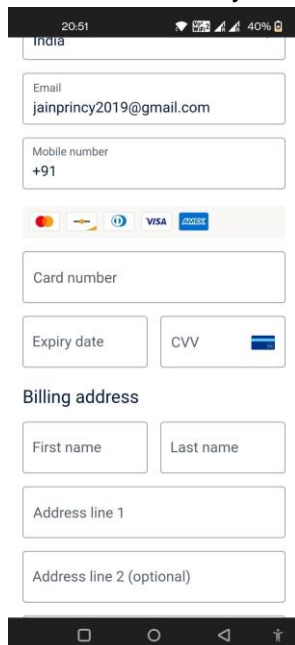 20:51 40%
India
Email
jainprincy2019@gmail.com
Mobile number
+91
VISA AMEX
Card number
Expiry date CVV
Billing address
First name Last name
Address line 1
Address line 2 (optional)